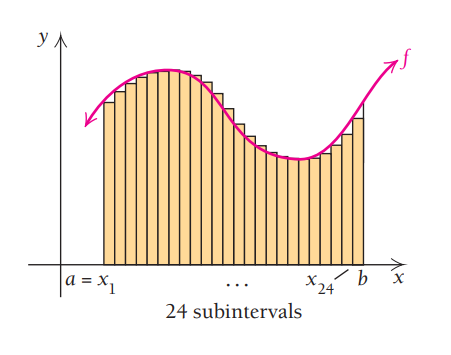 y
f
a = x₁ ... x₂₄ b x
24 subintervals